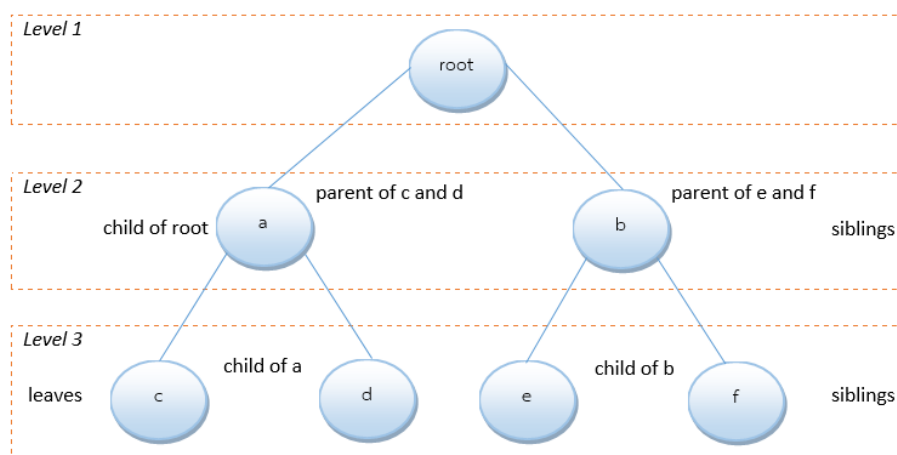 Level 1
root
Level 2
parent of c and d
parent of e and f
child of root
a
b
siblings
Level 3
child of a
child of b
leaves
c
d
e
f
siblings